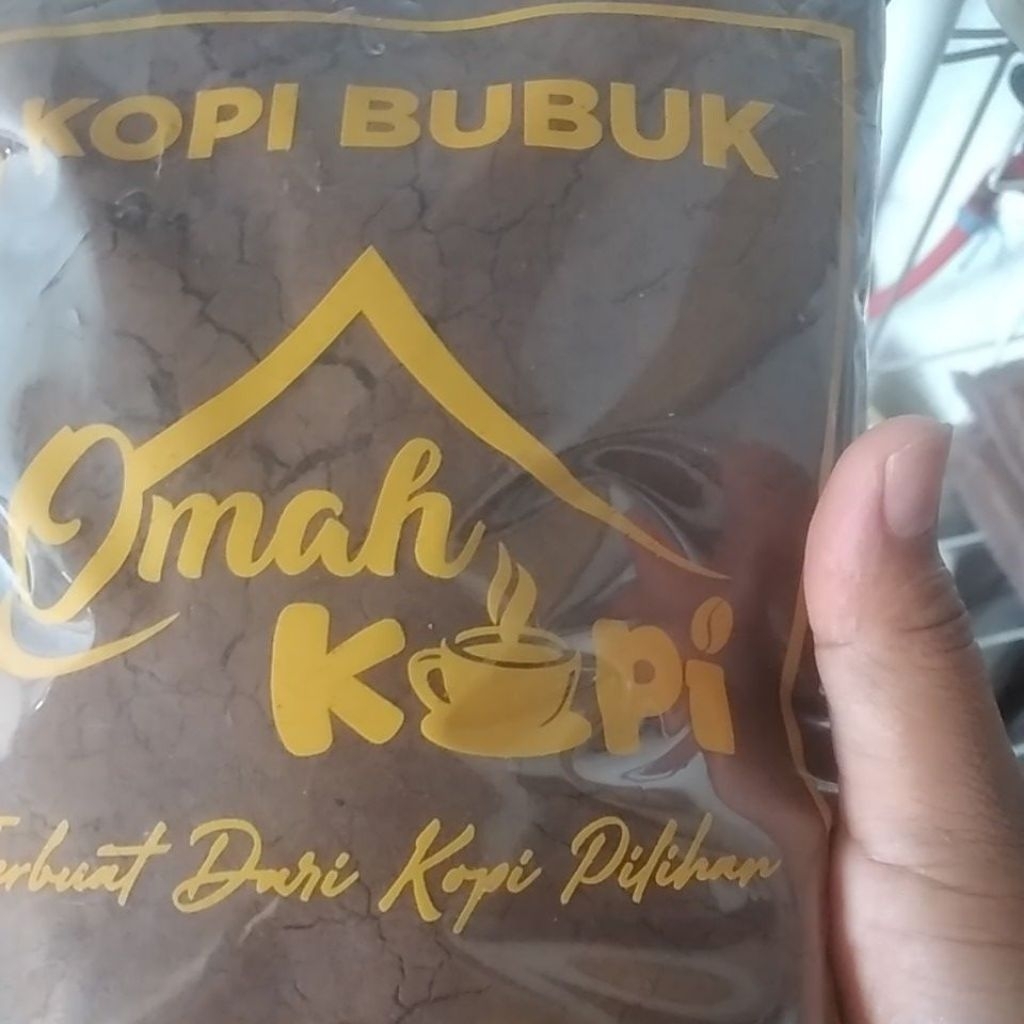 KOPI BUBUK
Omah
Kopi
Terbuat Dari Kopi Pilihan